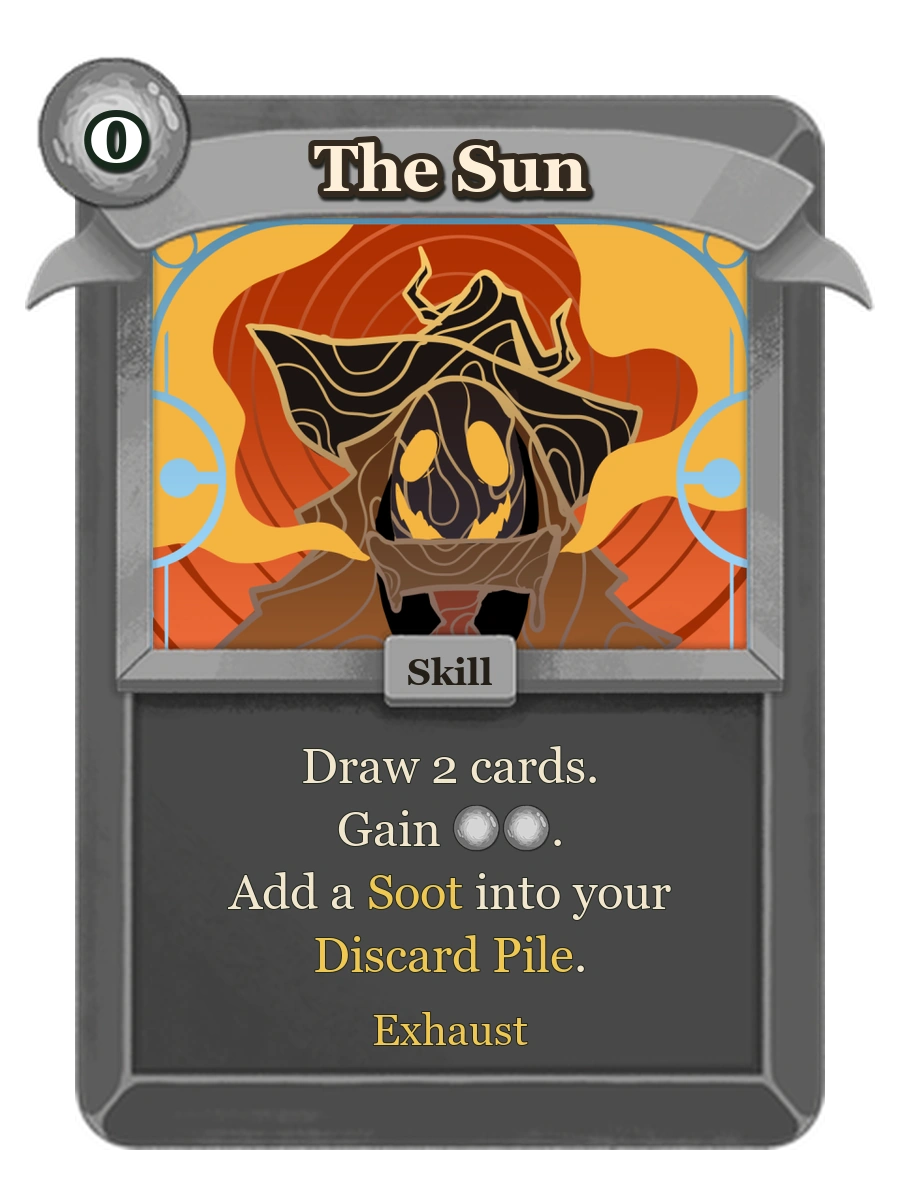 0
The Sun
Skill
Draw 2 cards.
Gain .
Add a Soot into your
Discard Pile.
Exhaust